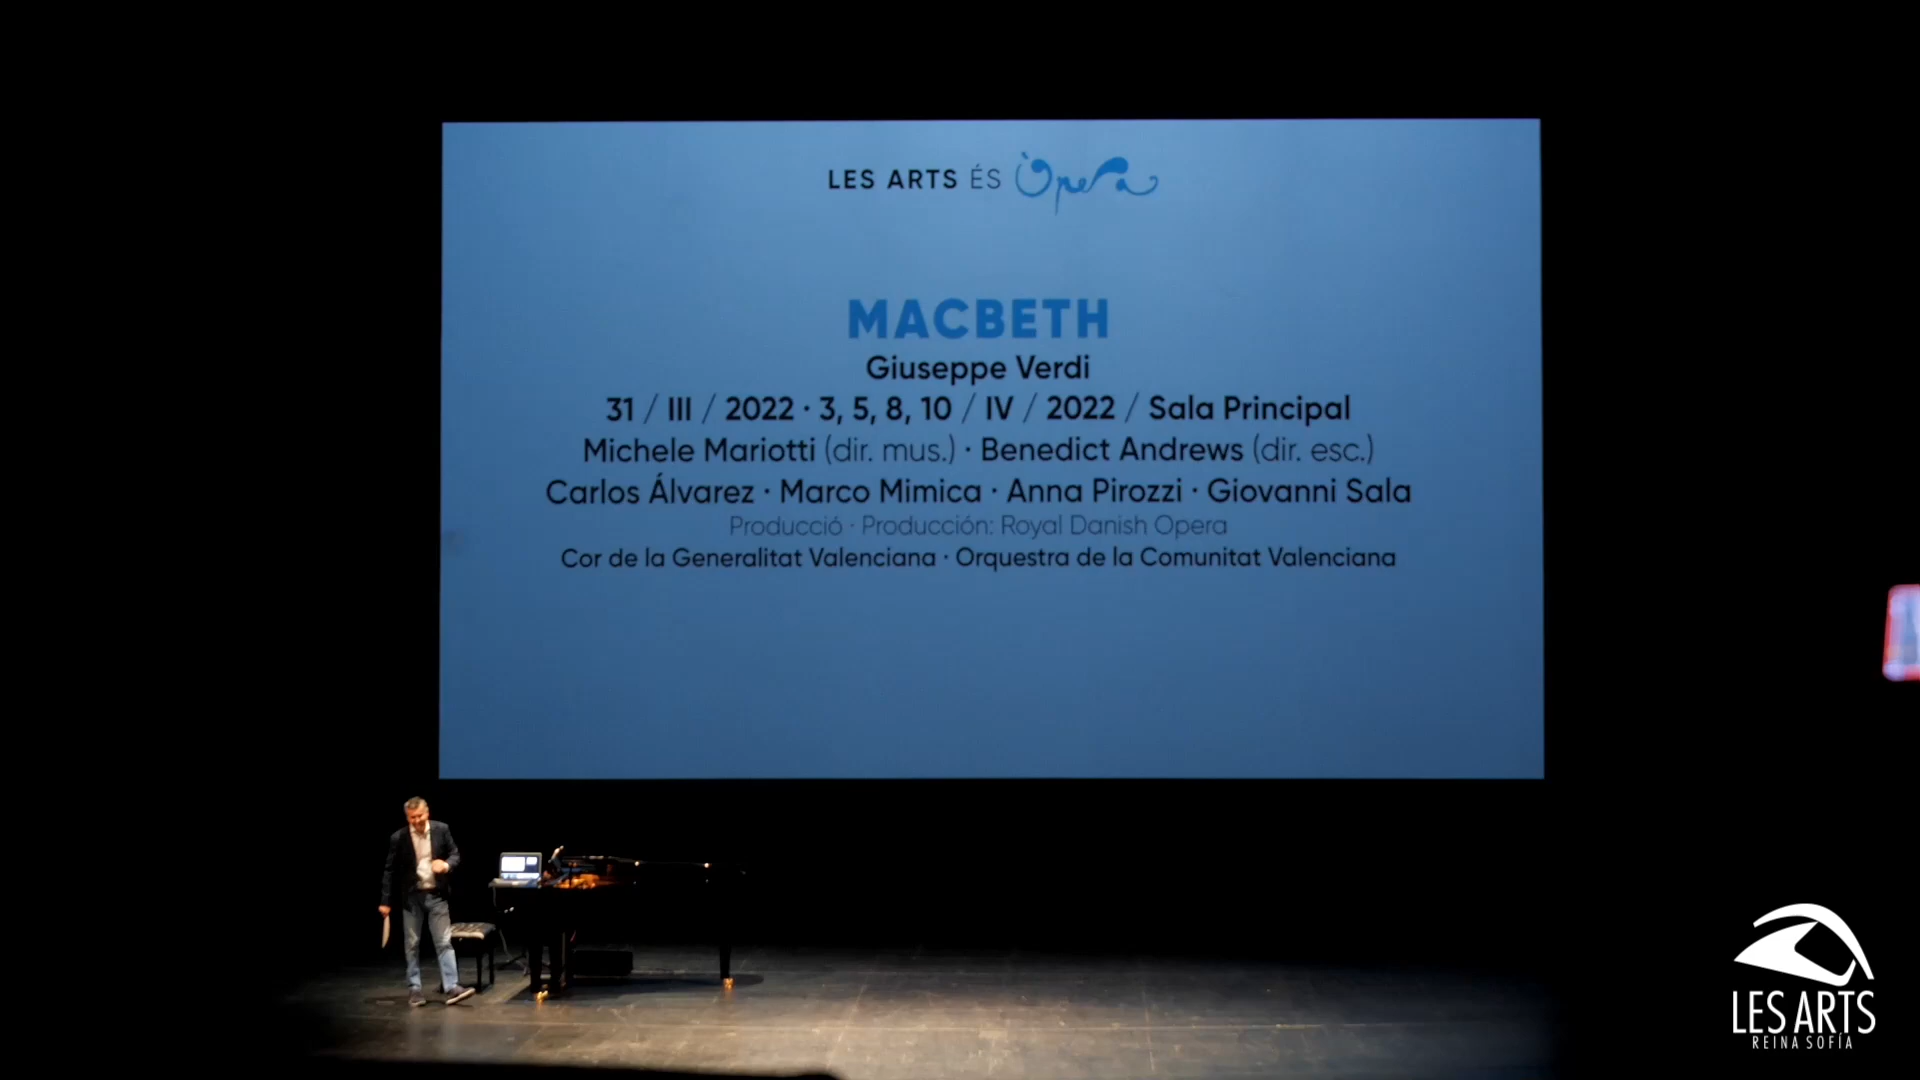 LES ARTS ÉS Òpera
MACBETH
Giuseppe Verdi
31 / III / 2022 · 3, 5, 8, 10 / IV / 2022 / Sala Principal
Michele Mariotti (dir. mus.) · Benedict Andrews (dir. esc.)
Carlos Álvarez · Marco Mimica · Anna Pirozzi · Giovanni Sala
Producció · Producción: Royal Danish Opera
Cor de la Generalitat Valenciana · Orquestra de la Comunitat Valenciana
LES ARTS
REINA SOFÍA